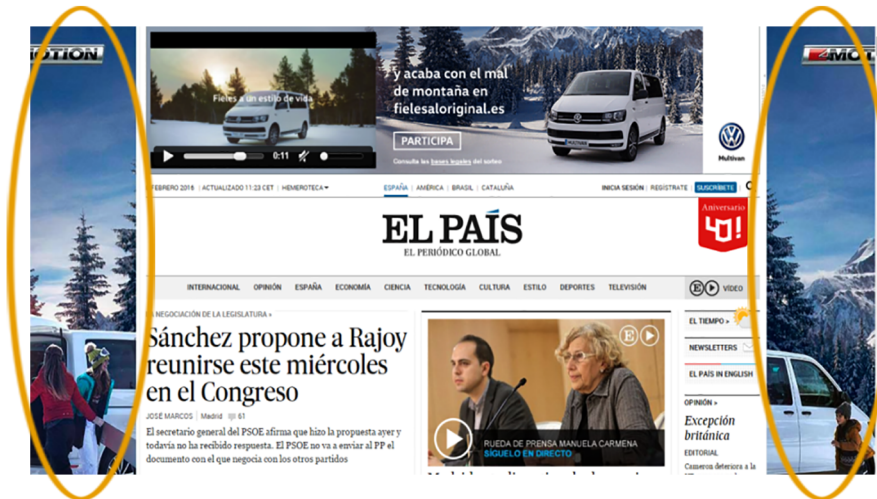 OTION
4MOT
Fieles a un estilo de vida
0:11
y acaba con el mal
de montaña en
fielesaloriginal.es
PARTICIPA
Consulta las bases legales del sorteo
MULTIVAN
Multivan
FEBRERO 2016 | ACTUALIZADO 11:23 CET | HEMEROTECA
ESPAÑA | AMÉRICA | BRASIL | CATALUÑA
INICIA SESIÓN | REGÍSTRATE | SUSCRÍBETE
EL PAÍS
EL PERIÓDICO GLOBAL
Aniversario
40!
INTERNACIONAL OPINIÓN ESPAÑA ECONOMÍA CIENCIA TECNOLOGÍA CULTURA ESTILO DEPORTES TELEVISIÓN
E VÍDEO
LA NEGOCIACIÓN DE LA LEGISLATURA »
Sánchez propone a Rajoy
reunirse este miércoles
en el Congreso
JOSÉ MARCOS | Madrid 61
El secretario general del PSOE afirma que hizo la propuesta ayer y
todavía no ha recibido respuesta. El PSOE no va a enviar al PP el
documento con el que negocia con los otros partidos
E
RUEDA DE PRENSA MANUELA CARMENA
SÍGUELO EN DIRECTO
EL TIEMPO »
NEWSLETTERS
EL PAÍS IN ENGLISH
OPINIÓN »
Excepción
británica
EDITORIAL
Cameron deteriora a la